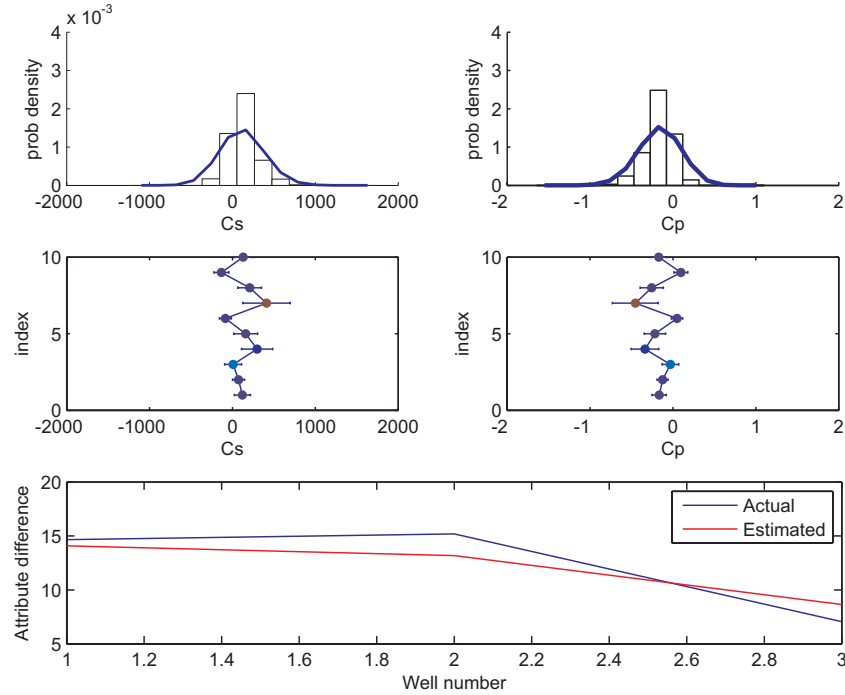 x 10⁻³
4
3
2
1
0
prob density
-2000 -1000 0 1000 2000
Cs
4
3
2
1
0
prob density
-2 -1 0 1 2
Cp
10
5
0
index
-2000 -1000 0 1000 2000
Cs
10
5
0
index
-2 -1 0 1 2
Cp
20
15
10
5
Attribute difference
Actual
Estimated
1 1.2 1.4 1.6 1.8 2 2.2 2.4 2.6 2.8 3
Well number